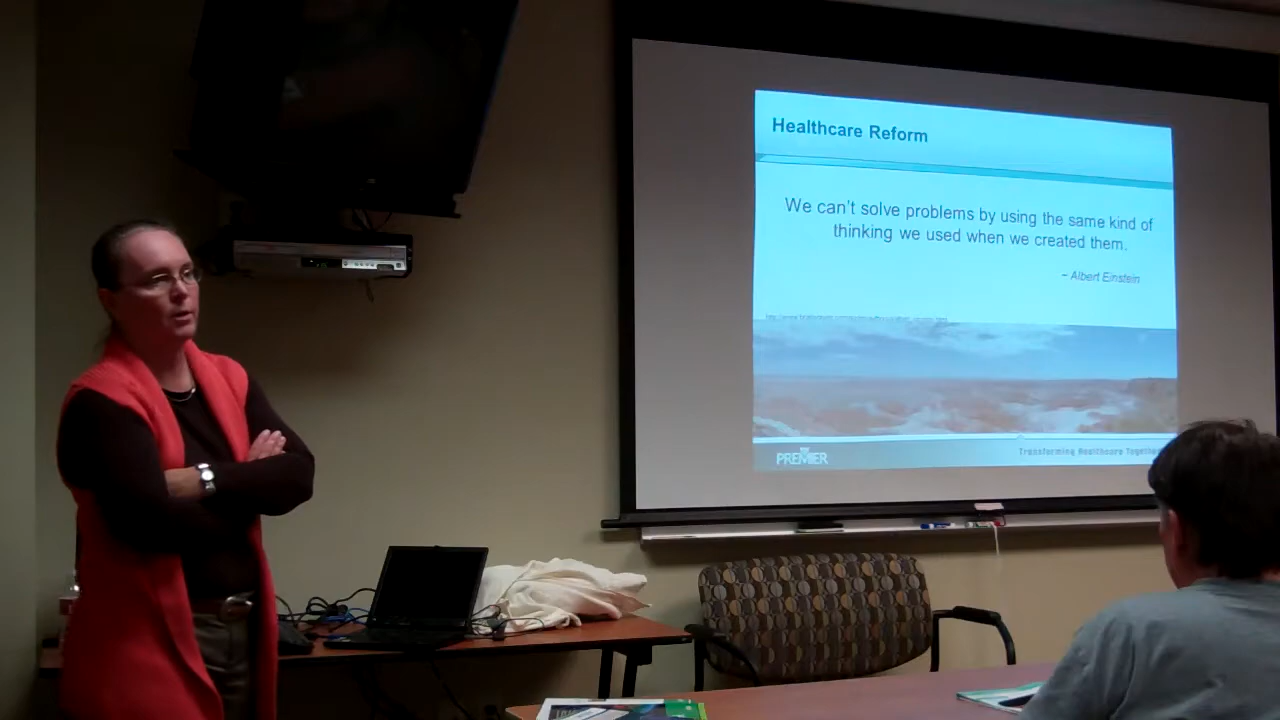 Healthcare Reform
We can't solve problems by using the same kind of
thinking we used when we created them.
~ Albert Einstein
PREMIER
Transforming Healthcare